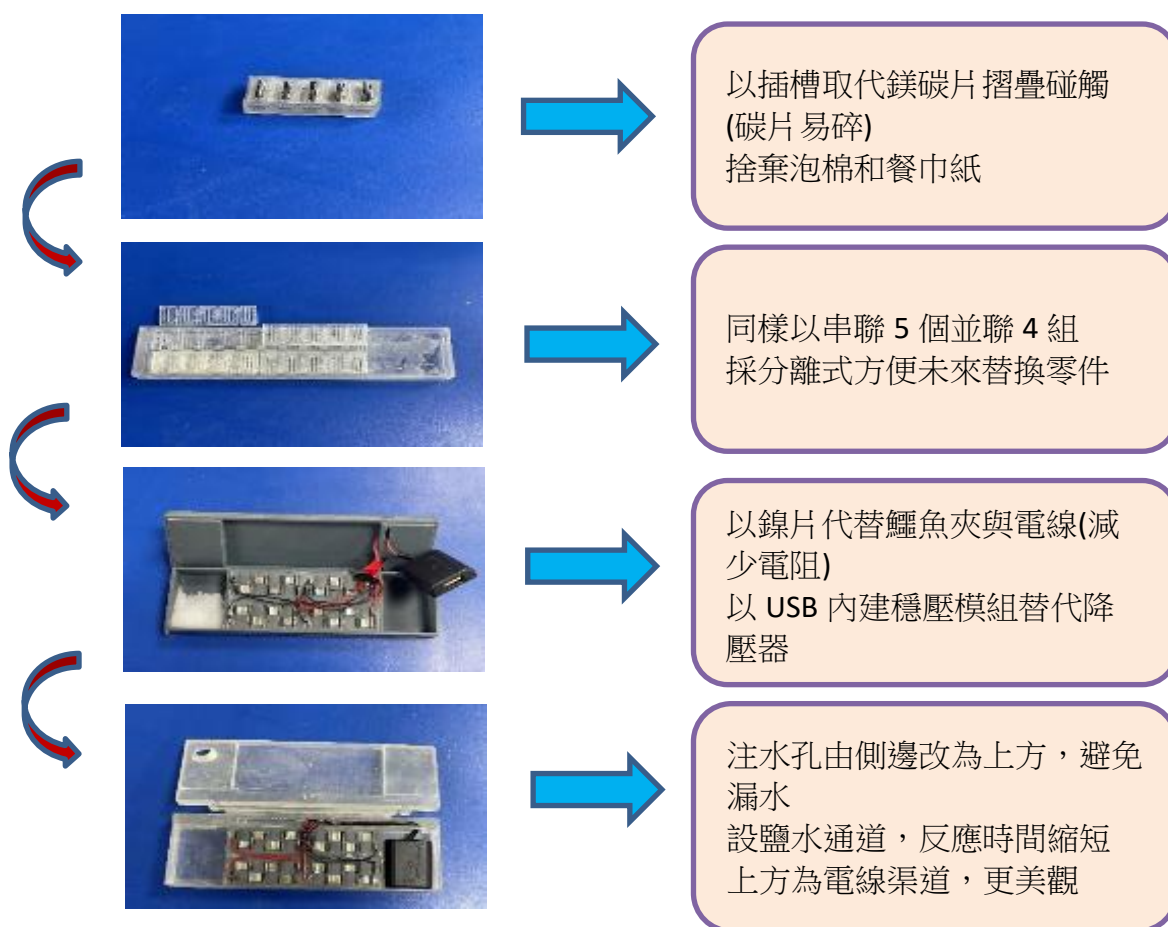 以插槽取代鎂碳片摺疊碰觸
(碳片易碎)
捨棄泡棉和餐巾紙
同樣以串聯 5 個並聯 4 組
採分離式方便未來替換零件
以鎳片代替鱷魚夾與電線(減
少電阻)
以 USB 內建穩壓模組替代降
壓器
注水孔由側邊改為上方，避免
漏水
設鹽水通道，反應時間縮短
上方為電線渠道，更美觀